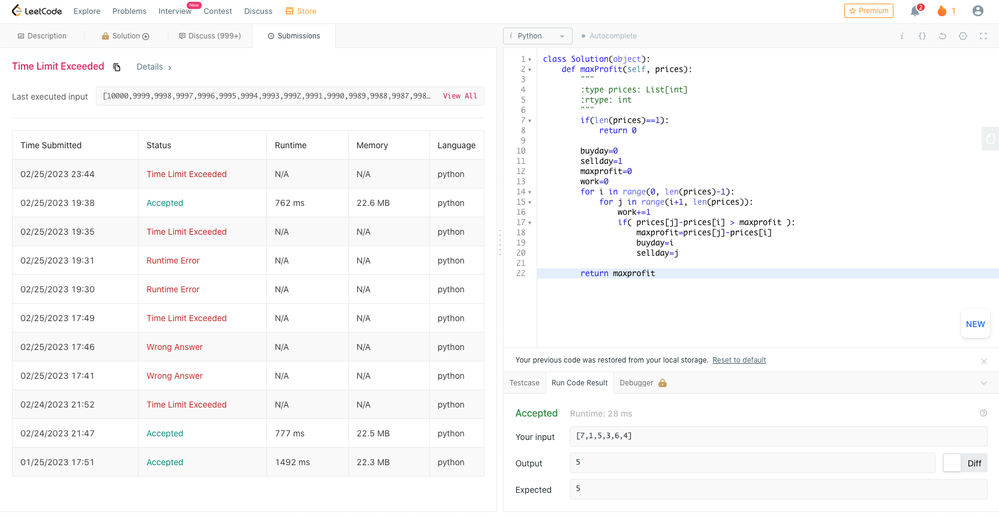 LeetCode Explore Problems Interview New Contest Discuss Store Premium 2 1
Description Solution Discuss (999+) Submissions
Time Limit Exceeded Details
Last executed input [10000,9999,9998,9997,9996,9995,9994,9993,9992,9991,9990,9989,9988,9987,998... View All
Time Submitted Status Runtime Memory Language
02/25/2023 23:44 Time Limit Exceeded N/A N/A python
02/25/2023 19:38 Accepted 762 ms 22.6 MB python
02/25/2023 19:35 Time Limit Exceeded N/A N/A python
02/25/2023 19:31 Runtime Error N/A N/A python
02/25/2023 19:30 Runtime Error N/A N/A python
02/25/2023 17:49 Time Limit Exceeded N/A N/A python
02/25/2023 17:46 Wrong Answer N/A N/A python
02/25/2023 17:41 Wrong Answer N/A N/A python
02/24/2023 21:52 Time Limit Exceeded N/A N/A python
02/24/2023 21:47 Accepted 777 ms 22.5 MB python
01/25/2023 17:51 Accepted 1492 ms 22.3 MB python
i Python Autocomplete i {}
1 class Solution(object):
2     def maxProfit(self, prices):
3         """
4         :type prices: List[int]
5         :rtype: int
6         """
7         if(len(prices)==1):
8             return 0
9
10         buyday=0
11         sellday=1
12         maxprofit=0
13         work=0
14         for i in range(0, len(prices)-1):
15             for j in range(i+1, len(prices)):
16                 work+=1
17                 if( prices[j]-prices[i] > maxprofit ):
18                     maxprofit=prices[j]-prices[i]
19                     buyday=i
20                     sellday=j
21
22         return maxprofit
NEW
Your previous code was restored from your local storage. Reset to default
Testcase Run Code Result Debugger
Accepted Runtime: 28 ms
Your input [7,1,5,3,6,4]
Output 5 Diff
Expected 5